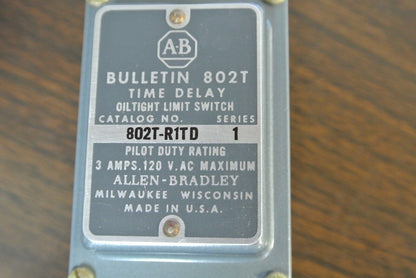 A-B
BULLETIN 802T
TIME DELAY
OILTIGHT LIMIT SWITCH
CATALOG NO. SERIES
802T-R1TD 1
PILOT DUTY RATING
3 AMPS. 120 V. AC MAXIMUM
ALLEN-BRADLEY
MILWAUKEE WISCONSIN
MADE IN U.S.A.